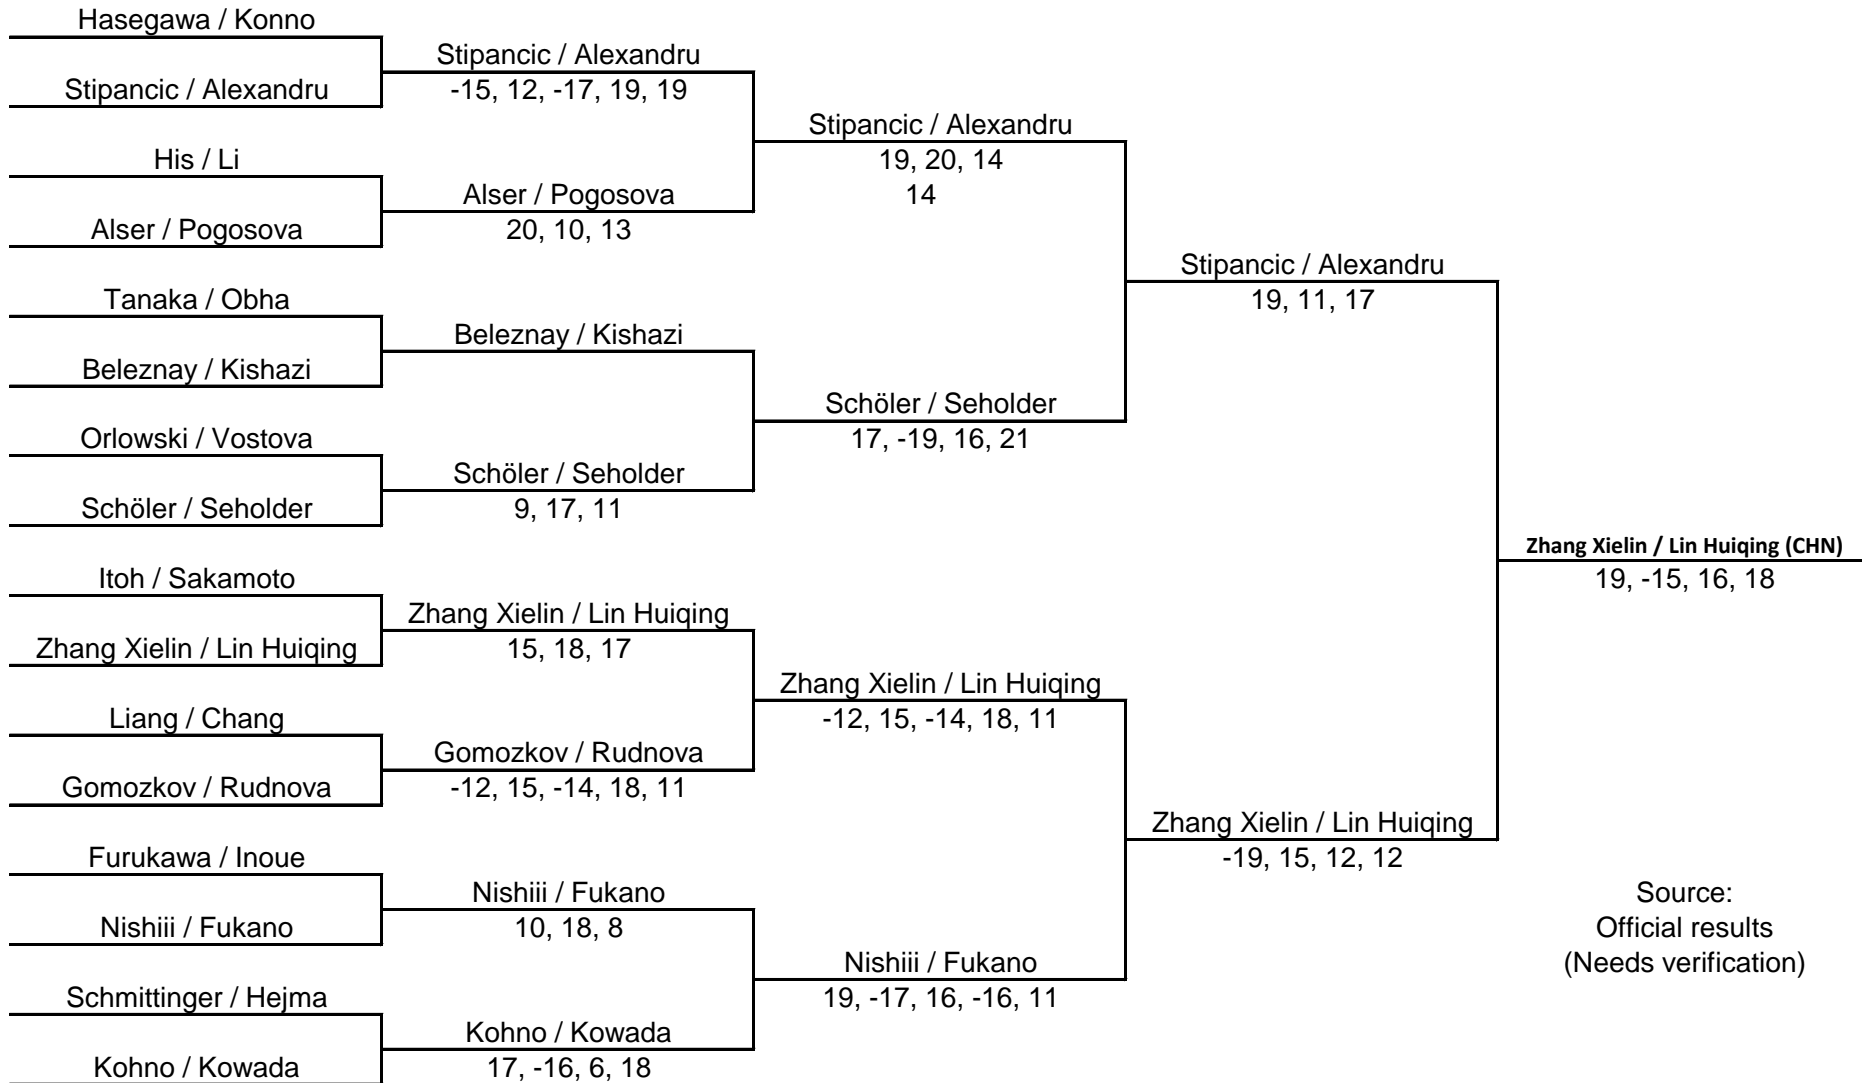 Hasegawa / Konno
Stipancic / Alexandru
Stipancic / Alexandru
-15, 12, -17, 19, 19
Stipancic / Alexandru
19, 20, 14
14
His / Li
Alser / Pogosova
Alser / Pogosova
20, 10, 13
Stipancic / Alexandru
19, 11, 17
Tanaka / Obha
Beleznay / Kishazi
Beleznay / Kishazi
Schöler / Seholder
17, -19, 16, 21
Orlowski / Vostova
Schöler / Seholder
Schöler / Seholder
9, 17, 11
Zhang Xielin / Lin Huiqing (CHN)
19, -15, 16, 18
Itoh / Sakamoto
Zhang Xielin / Lin Huiqing
Zhang Xielin / Lin Huiqing
15, 18, 17
Zhang Xielin / Lin Huiqing
-12, 15, -14, 18, 11
Liang / Chang
Gomozkov / Rudnova
Gomozkov / Rudnova
-12, 15, -14, 18, 11
Zhang Xielin / Lin Huiqing
-19, 15, 12, 12
Furukawa / Inoue
Nishiii / Fukano
Nishiii / Fukano
10, 18, 8
Nishiii / Fukano
19, -17, 16, -16, 11
Schmittinger / Hejma
Kohno / Kowada
Kohno / Kowada
17, -16, 6, 18
Source:
Official results
(Needs verification)